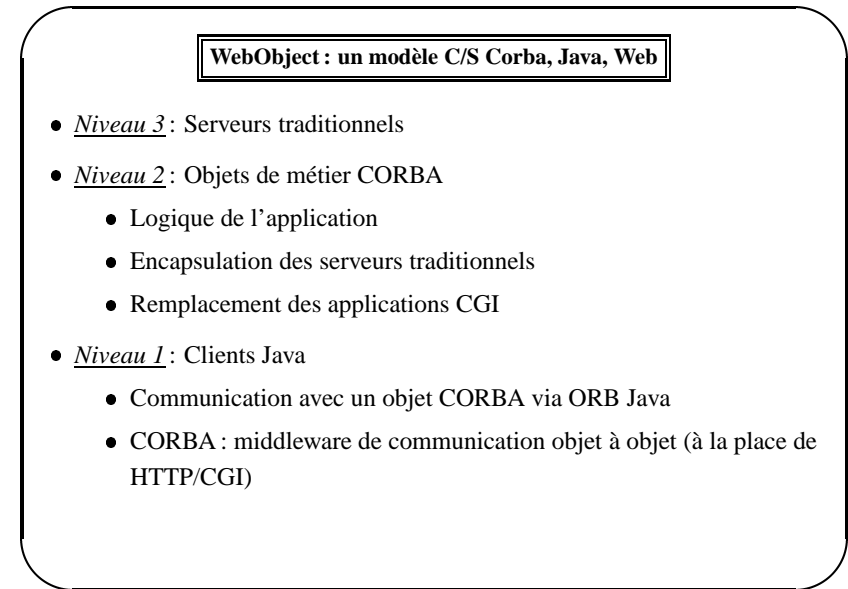 WebObject : un modèle C/S Corba, Java, Web
• Niveau 3 : Serveurs traditionnels
• Niveau 2 : Objets de métier CORBA
• Logique de l'application
• Encapsulation des serveurs traditionnels
• Remplacement des applications CGI
• Niveau 1 : Clients Java
• Communication avec un objet CORBA via ORB Java
• CORBA : middleware de communication objet à objet (à la place de
HTTP/CGI)